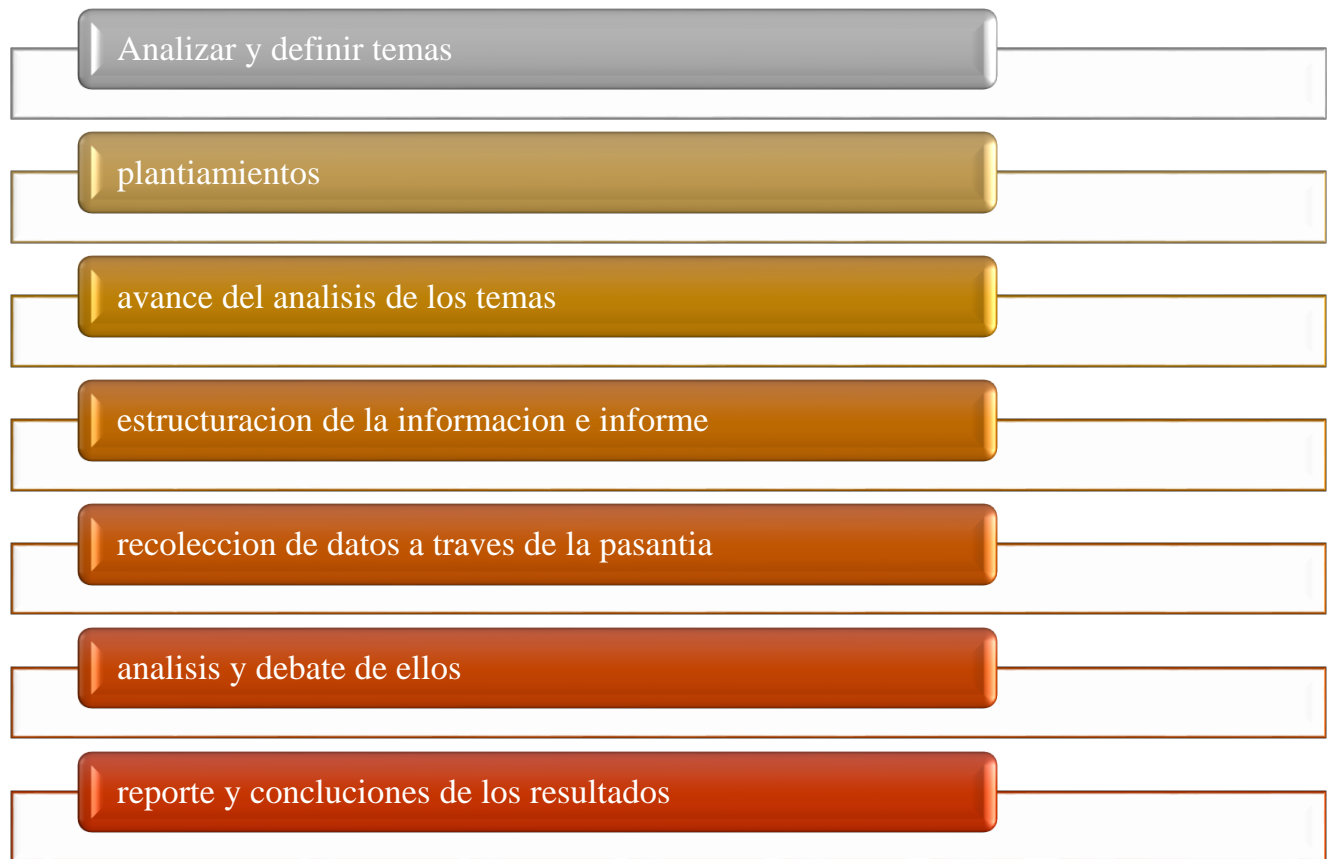 Analizar y definir temas
plantiamientos
avance del analisis de los temas
estructuracion de la informacion e informe
recoleccion de datos a traves de la pasantia
analisis y debate de ellos
reporte y concluciones de los resultados